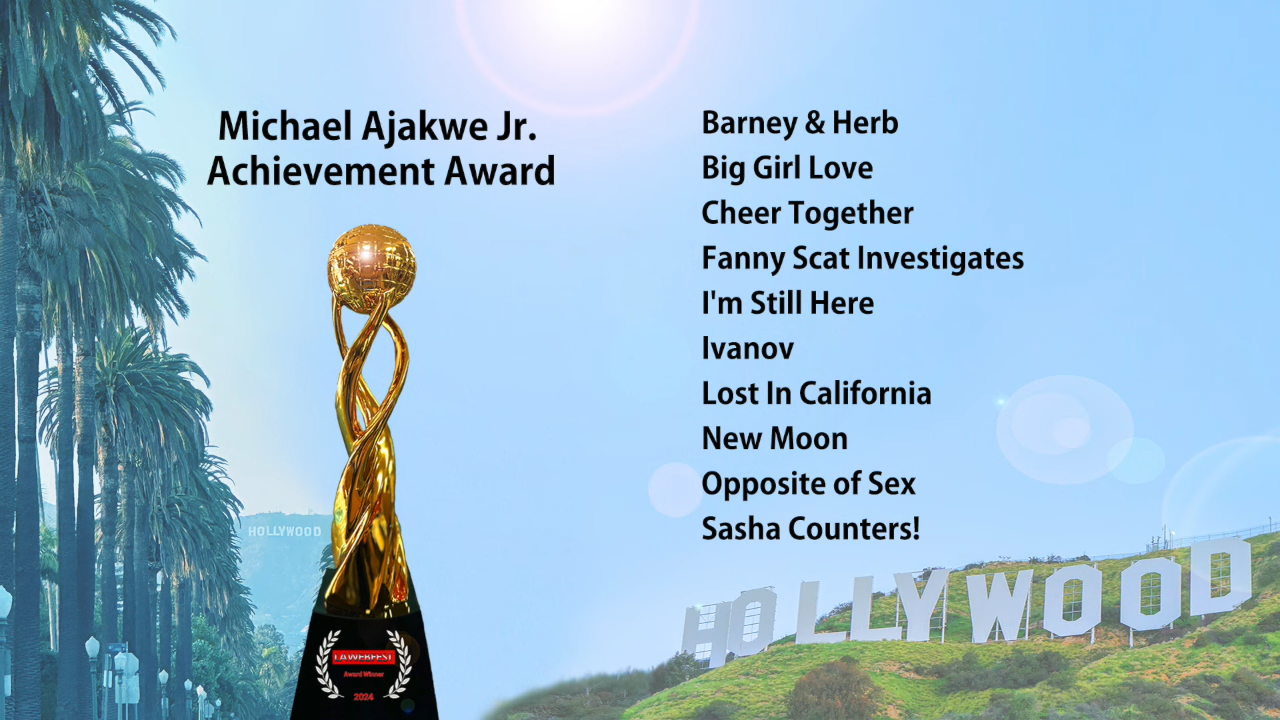 Michael Ajakwe Jr.
Achievement Award
Barney & Herb
Big Girl Love
Cheer Together
Fanny Scat Investigates
I'm Still Here
Ivanov
Lost In California
New Moon
Opposite of Sex
Sasha Counters!
HOLLYWOOD
HOLLYWOOD
LAWEBFEST
Award Winner
2024